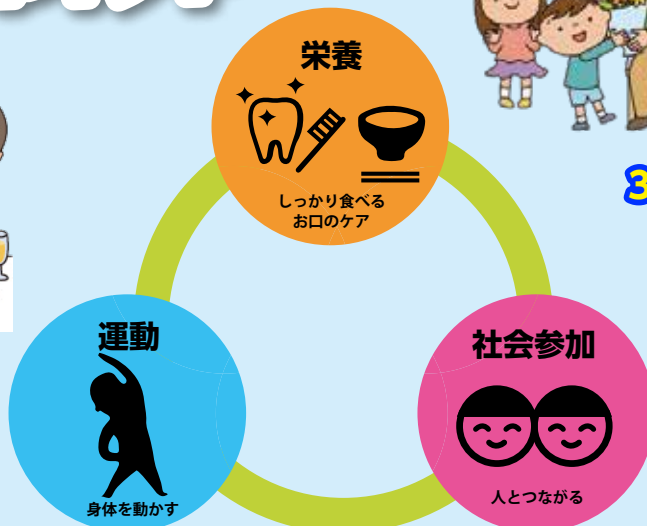 栄養
しっかり食べる
お口のケア
運動
身体を動かす
社会参加
人とつながる